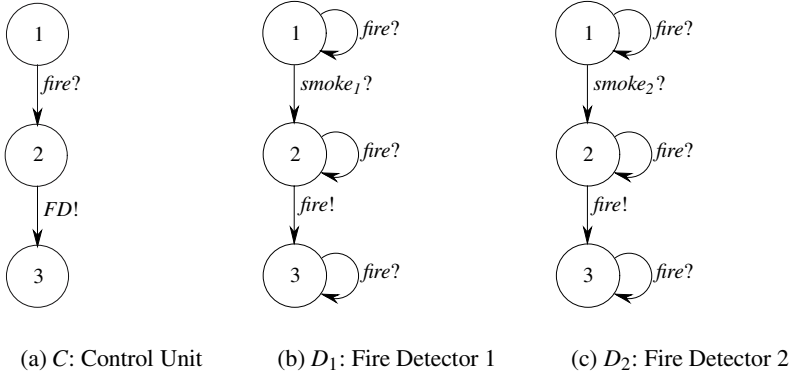 1
fire?
2
FD!
3
1
fire?
smoke₁?
2
fire?
fire!
3
fire?
1
fire?
smoke₂?
2
fire?
fire!
3
fire?
(a) C: Control Unit
(b) D₁: Fire Detector 1
(c) D₂: Fire Detector 2